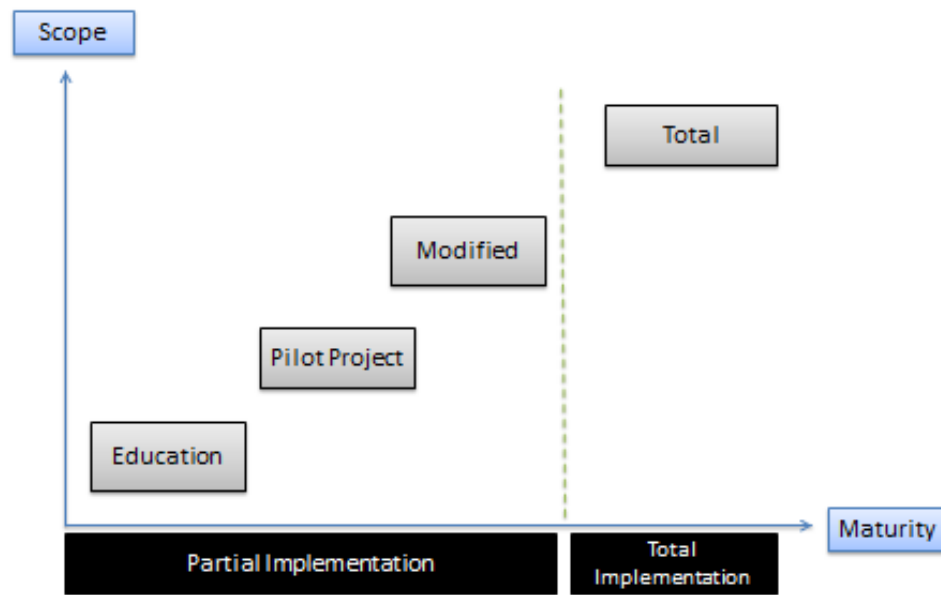 Scope
Total
Modified
Pilot Project
Education
Maturity
Partial Implementation
Total
Implementation